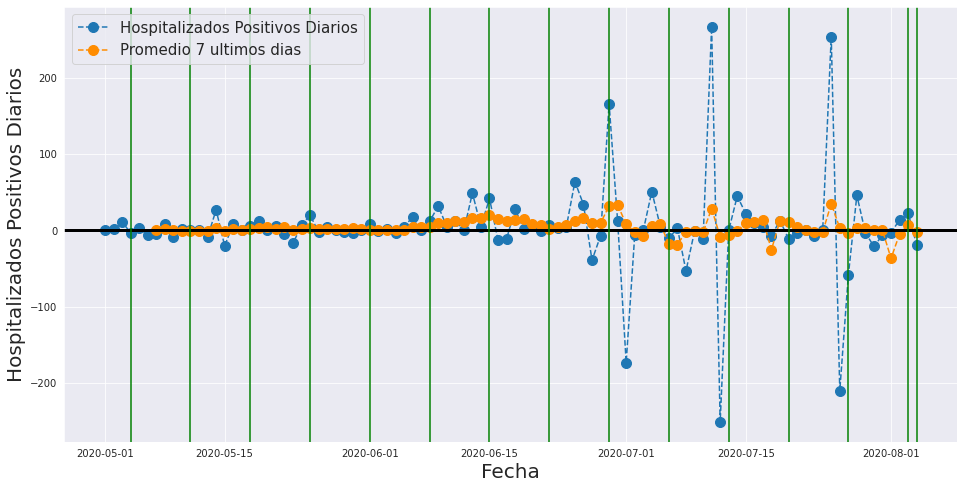 Hospitalizados Positivos Diarios
Promedio 7 ultimos dias
Hospitalizados Positivos Diarios
200
100
0
−100
−200
2020-05-01 2020-05-15 2020-06-01 2020-06-15 2020-07-01 2020-07-15 2020-08-01
Fecha